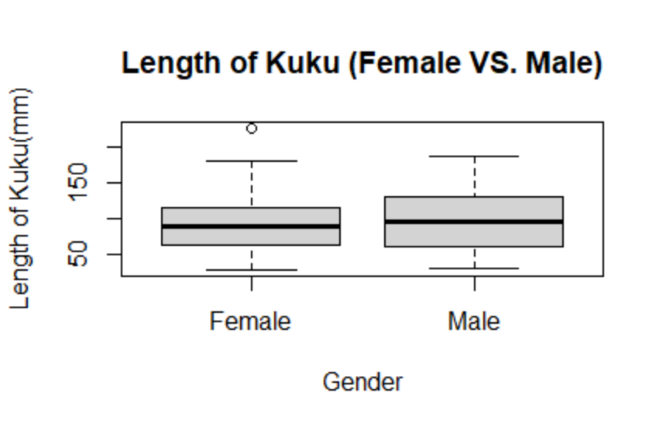 Length of Kuku (Female VS. Male)
Length of Kuku(mm)
150
50
Female Male
Gender